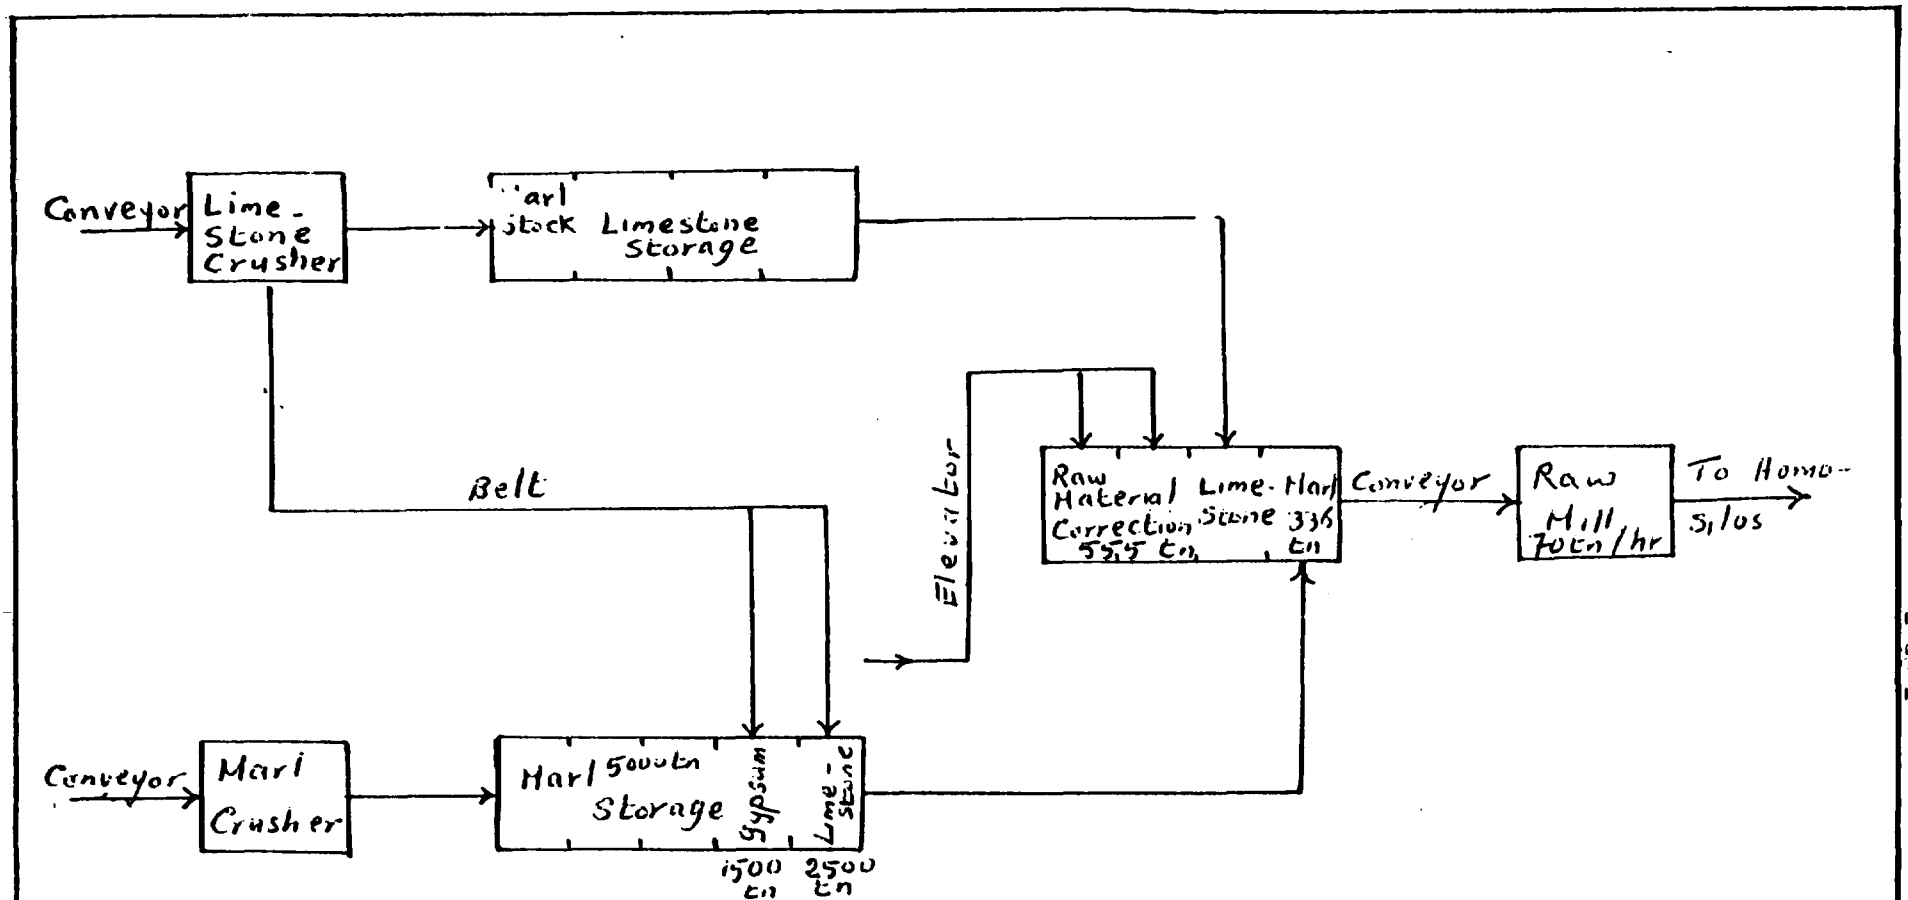 Conveyor
Lime-
Stone
Crusher
arl
Stock
Limestone
Storage
Belt
Elevator
Raw
Material
Correction
555 tn
Lime-
Stone
Marl
336
tn
Conveyor
Raw
Mill
70tn/hr
To Homo-
Silos
Conveyor
Marl
Crusher
Marl 5000tn
Storage
Gypsum
Lime-
Stone
1500
tn
2500
tn